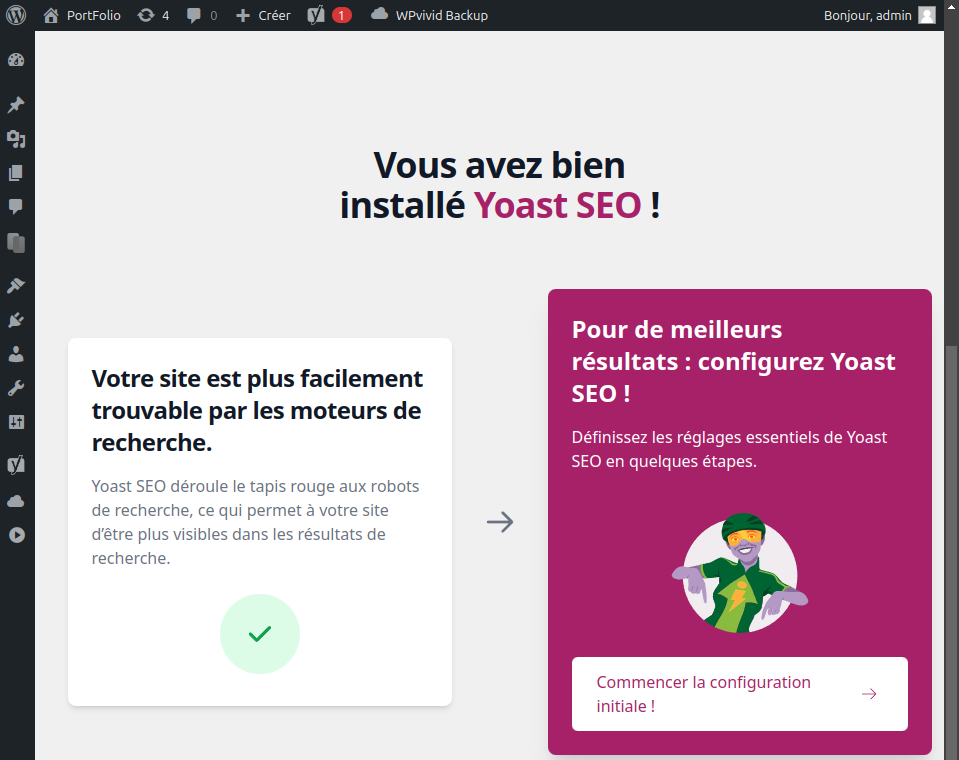 PortFolio 4 0 Créer 1 WPvivid Backup Bonjour, admin
Vous avez bien
installé Yoast SEO !
Votre site est plus facilement
trouvable par les moteurs de
recherche.
Yoast SEO déroule le tapis rouge aux robots
de recherche, ce qui permet à votre site
d’être plus visibles dans les résultats de
recherche.
Pour de meilleurs
résultats : configurez Yoast
SEO !
Définissez les réglages essentiels de Yoast
SEO en quelques étapes.
Commencer la configuration
initiale !